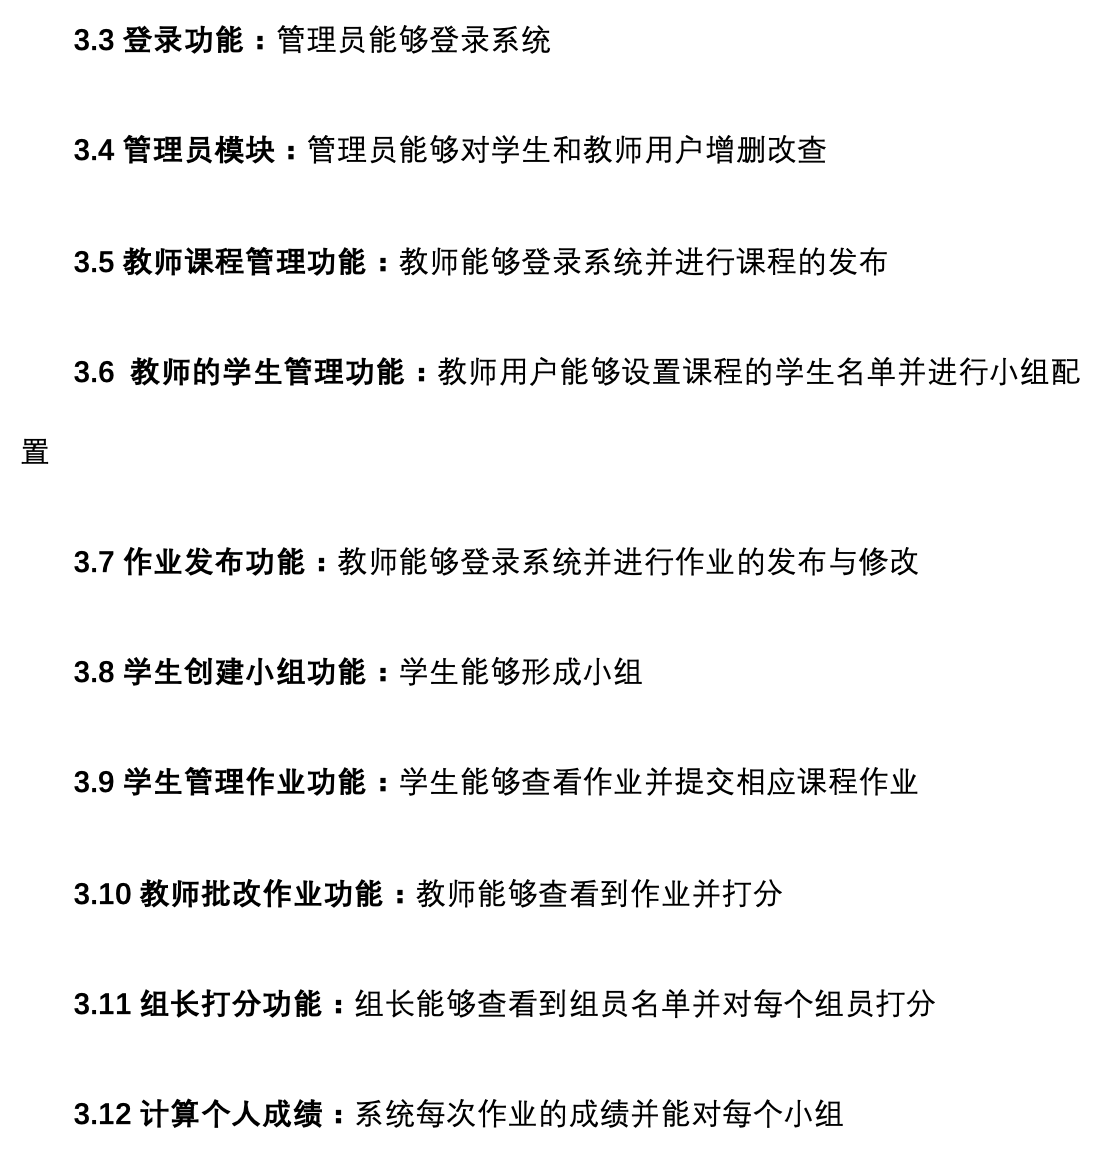 3.3 登录功能：管理员能够登录系统
3.4 管理员模块：管理员能够对学生和教师用户增删改查
3.5 教师课程管理功能：教师能够登录系统并进行课程的发布
3.6 教师的学生管理功能：教师用户能够设置课程的学生名单并进行小组配
置
3.7 作业发布功能：教师能够登录系统并进行作业的发布与修改
3.8 学生创建小组功能：学生能够形成小组
3.9 学生管理作业功能：学生能够查看作业并提交相应课程作业
3.10 教师批改作业功能：教师能够查看到作业并打分
3.11 组长打分功能：组长能够查看到组员名单并对每个组员打分
3.12 计算个人成绩：系统每次作业的成绩并能对每个小组